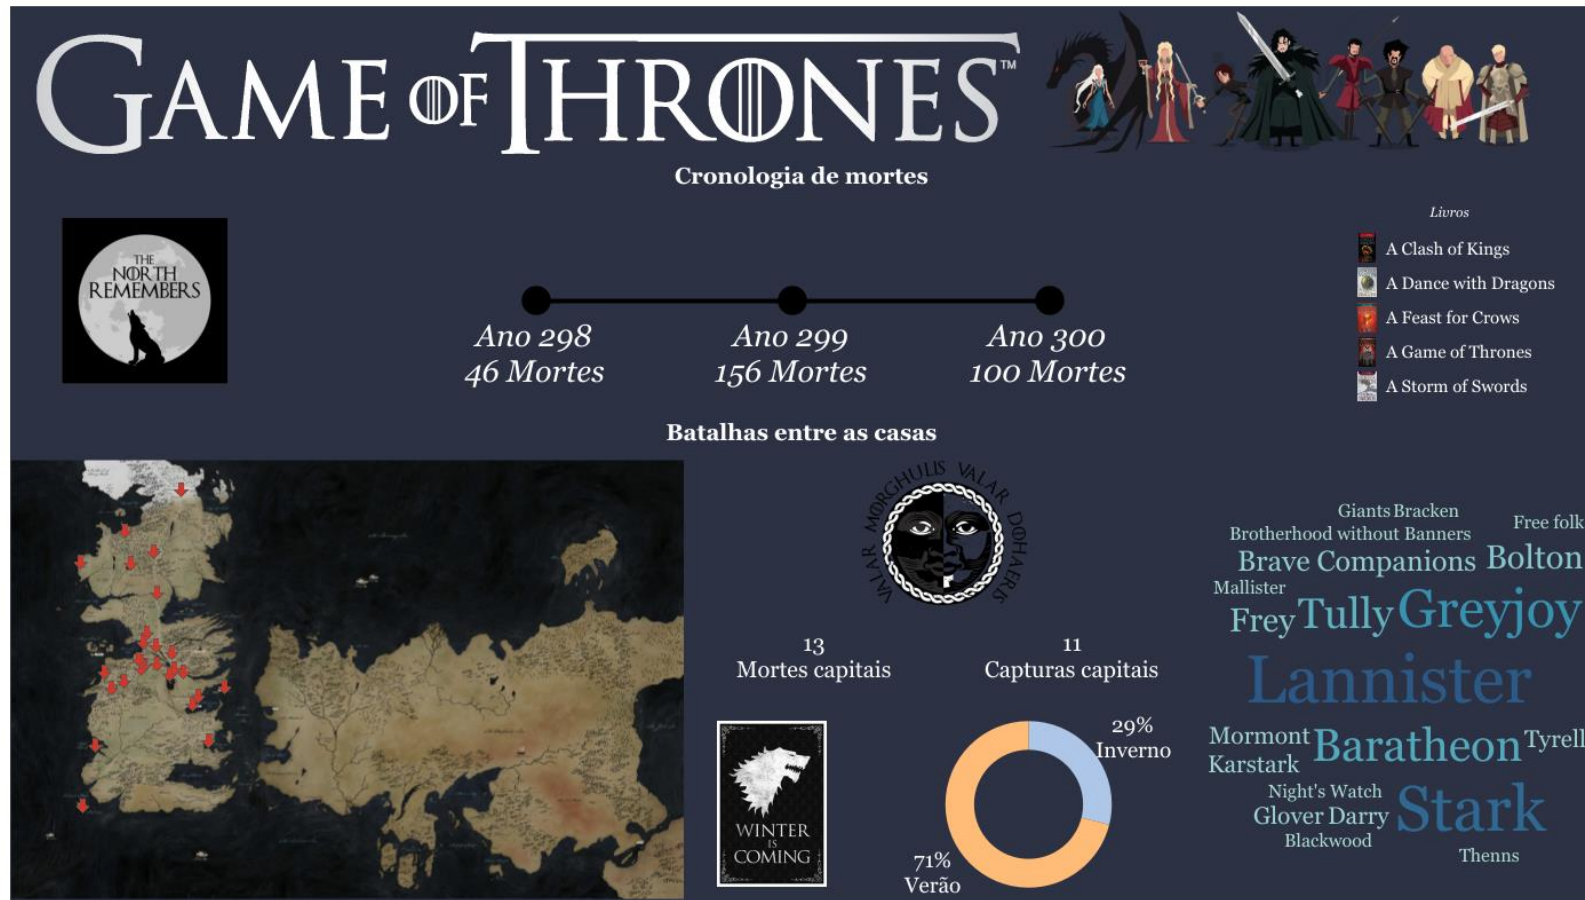 GAME OF THRONES™
Cronologia de mortes
THE
NORTH
REMEMBERS
Ano 298
46 Mortes
Ano 299
156 Mortes
Ano 300
100 Mortes
Livros
A Clash of Kings
A Dance with Dragons
A Feast for Crows
A Game of Thrones
A Storm of Swords
Batalhas entre as casas
VALAR MORGHULIS VALAR DOHAERIS
13
Mortes capitais
11
Capturas capitais
WINTER
IS
COMING
29%
Inverno
71%
Verão
Giants Bracken
Brotherhood without Banners
Free folk
Brave Companions Bolton
Mallister
Frey Tully Greyjoy
Lannister
Mormont Baratheon Tyrell
Karstark
Night's Watch
Glover Darry Stark
Blackwood
Thenns